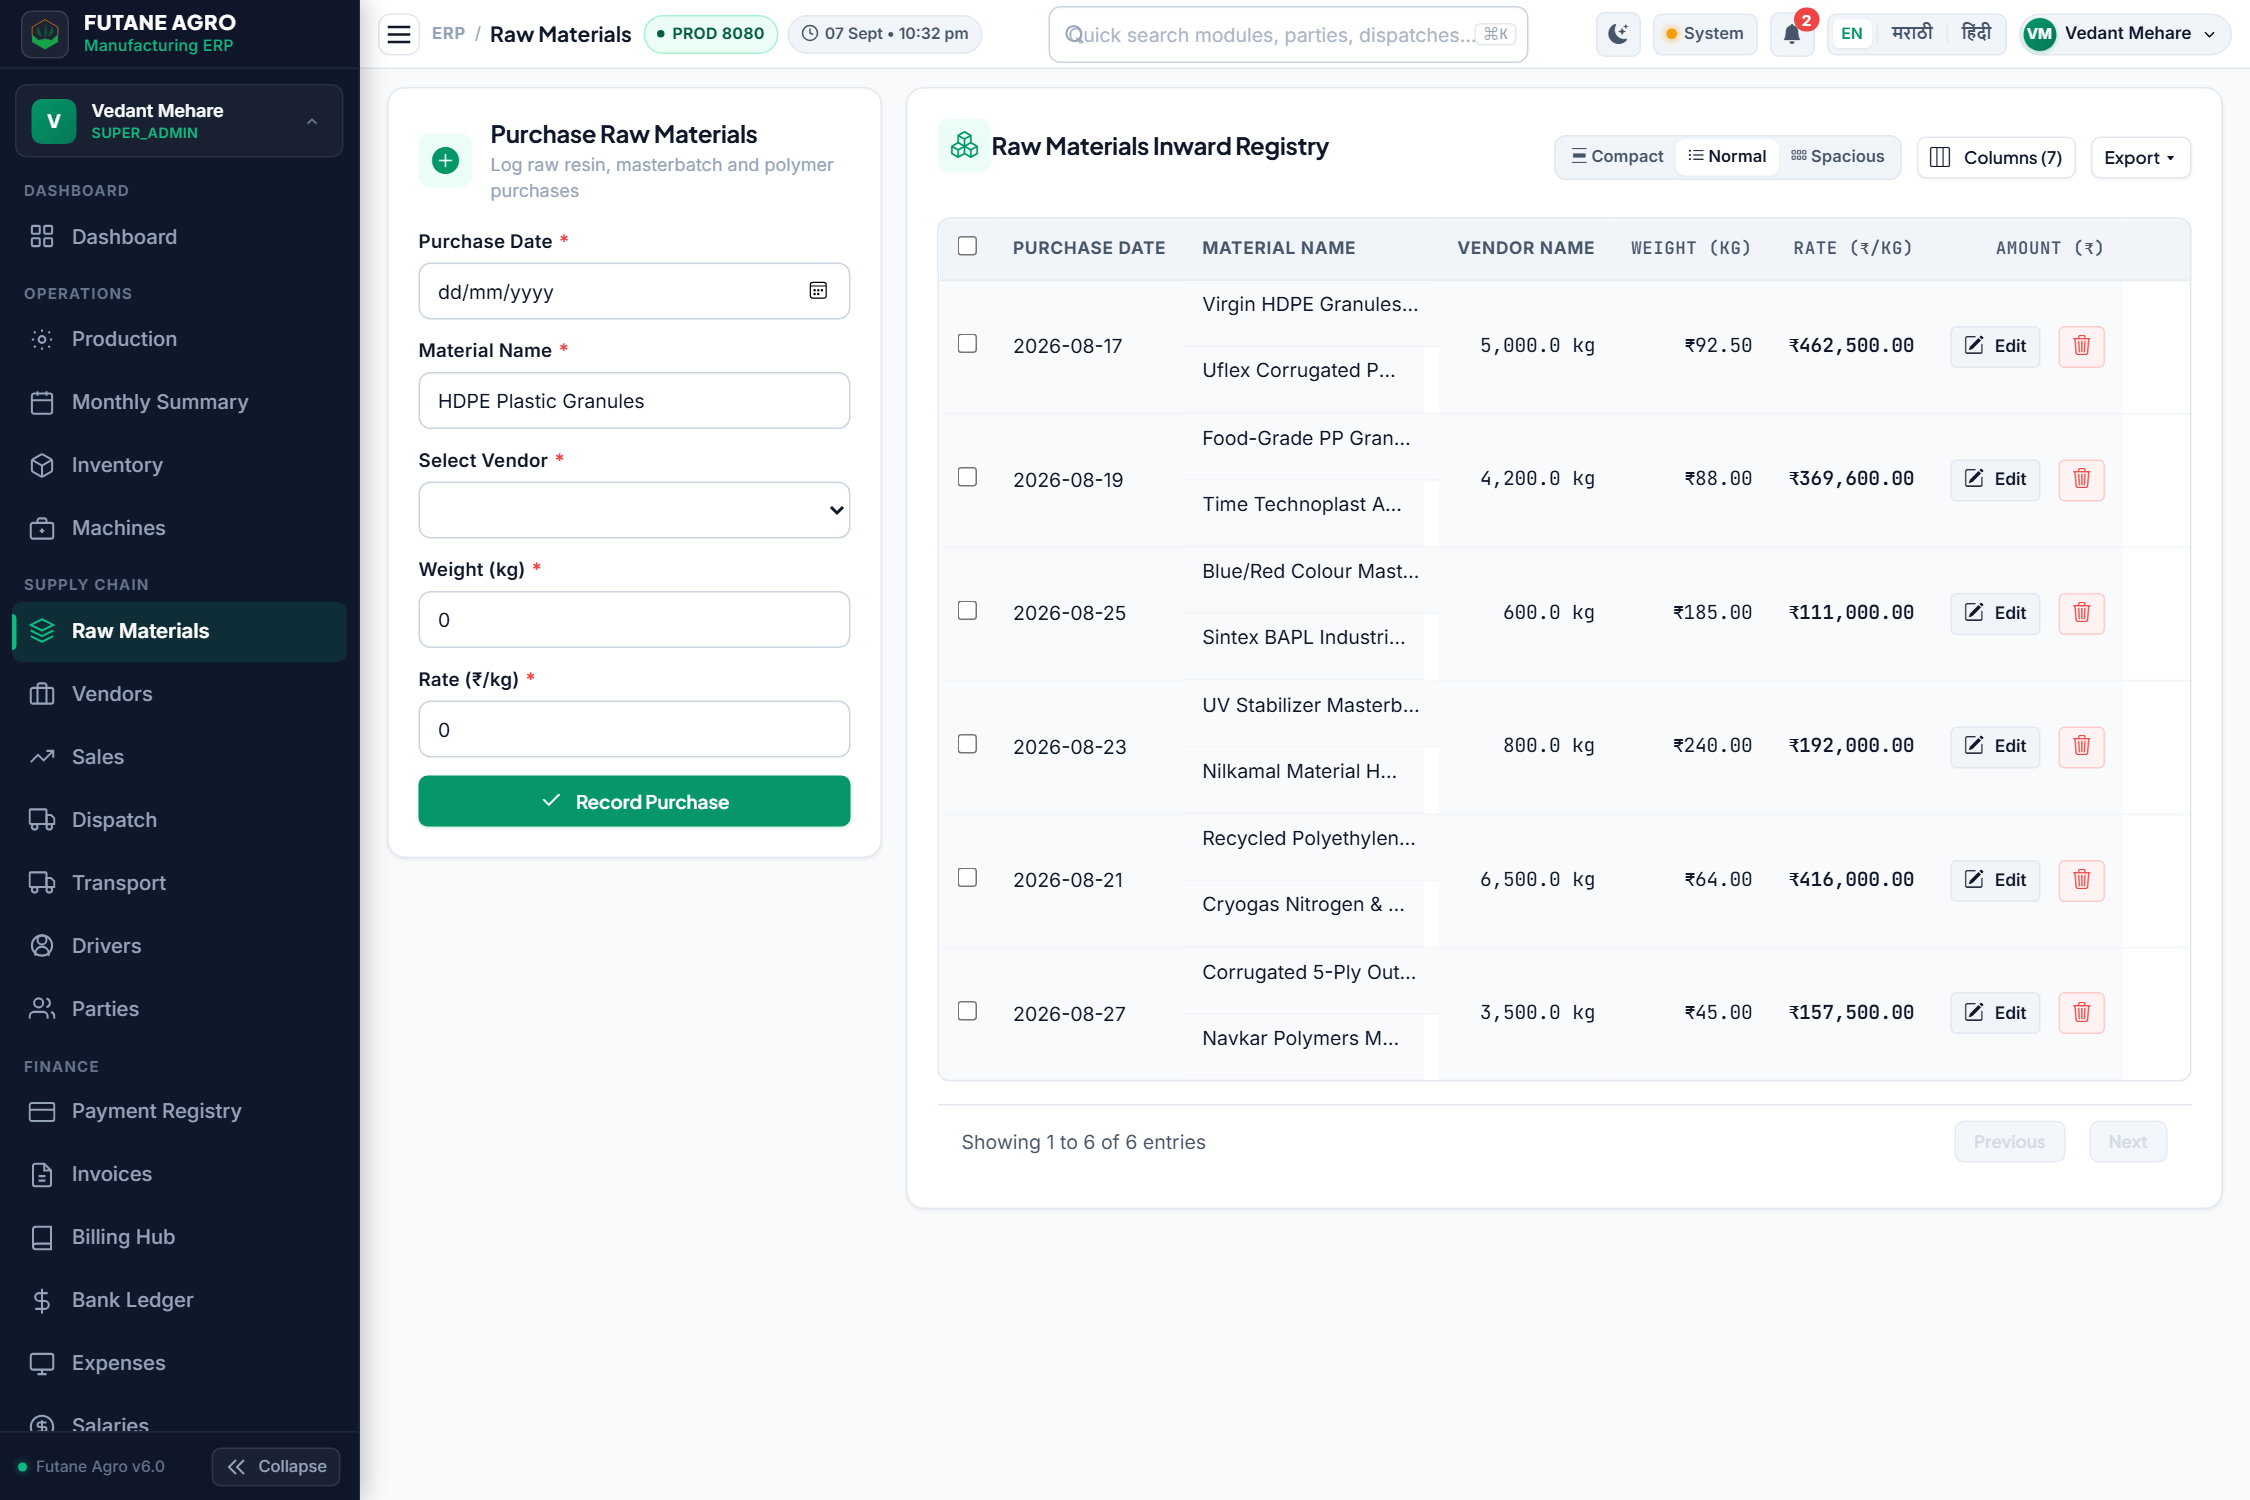 FUTANE AGRO
Manufacturing ERP
V
Vedant Mehare
SUPER_ADMIN
DASHBOARD
Dashboard
OPERATIONS
Production
Monthly Summary
Inventory
Machines
SUPPLY CHAIN
Raw Materials
Vendors
Sales
Dispatch
Transport
Drivers
Parties
FINANCE
Payment Registry
Invoices
Billing Hub
Bank Ledger
Expenses
Salaries
Futane Agro v6.0
Collapse
ERP / Raw Materials
PROD 8080
07 Sept • 10:32 pm
Quick search modules, parties, dispatches... ⌘K
System
2
EN मराठी हिंदी
VM Vedant Mehare
Purchase Raw Materials
Log raw resin, masterbatch and polymer
purchases
Purchase Date *
dd/mm/yyyy
Material Name *
HDPE Plastic Granules
Select Vendor *
Weight (kg) *
0
Rate (₹/kg) *
0
Record Purchase
Raw Materials Inward Registry
Compact Normal Spacious
Columns (7)
Export
PURCHASE DATE MATERIAL NAME VENDOR NAME WEIGHT (KG) RATE (₹/KG) AMOUNT (₹)
Virgin HDPE Granules...
2026-08-17 5,000.0 kg ₹92.50 ₹462,500.00 Edit
Uflex Corrugated P...
Food-Grade PP Gran...
2026-08-19 4,200.0 kg ₹88.00 ₹369,600.00 Edit
Time Technoplast A...
Blue/Red Colour Mast...
2026-08-25 600.0 kg ₹185.00 ₹111,000.00 Edit
Sintex BAPL Industri...
UV Stabilizer Masterb...
2026-08-23 800.0 kg ₹240.00 ₹192,000.00 Edit
Nilkamal Material H...
Recycled Polyethylen...
2026-08-21 6,500.0 kg ₹64.00 ₹416,000.00 Edit
Cryogas Nitrogen & ...
Corrugated 5-Ply Out...
2026-08-27 3,500.0 kg ₹45.00 ₹157,500.00 Edit
Navkar Polymers M...
Showing 1 to 6 of 6 entries
Previous
Next